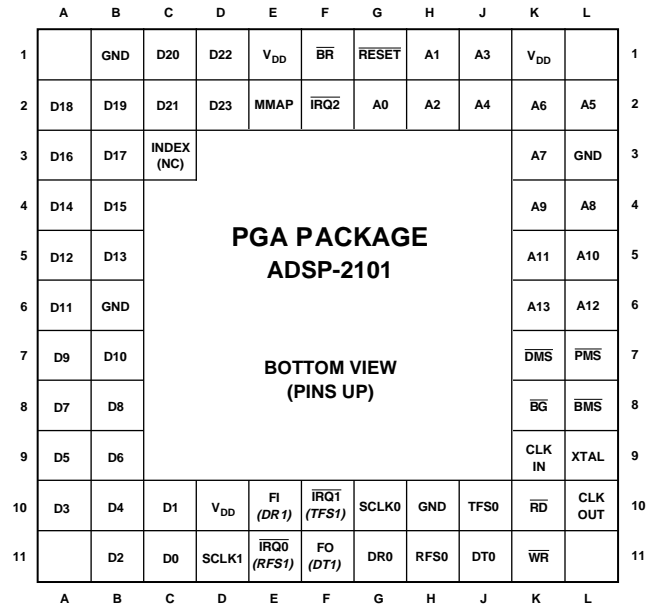 A B C D E F G H J K L
1 GND D20 D22 VDD BR RESET A1 A3 VDD 1
2 D18 D19 D21 D23 MMAP IRQ2 A0 A2 A4 A6 A5 2
3 D16 D17 INDEX (NC) A7 GND 3
4 D14 D15 A9 A8 4
PGA PACKAGE
ADSP-2101
5 D12 D13 A11 A10 5
6 D11 GND A13 A12 6
7 D9 D10 DMS PMS 7
BOTTOM VIEW
(PINS UP)
8 D7 D8 BG BMS 8
9 D5 D6 CLK IN XTAL 9
10 D3 D4 D1 VDD FI (DR1) IRQ1 (TFS1) SCLK0 GND TFS0 RD CLK OUT 10
11 D2 D0 SCLK1 IRQ0 (RFS1) FO (DT1) DR0 RFS0 DT0 WR 11
A B C D E F G H J K L